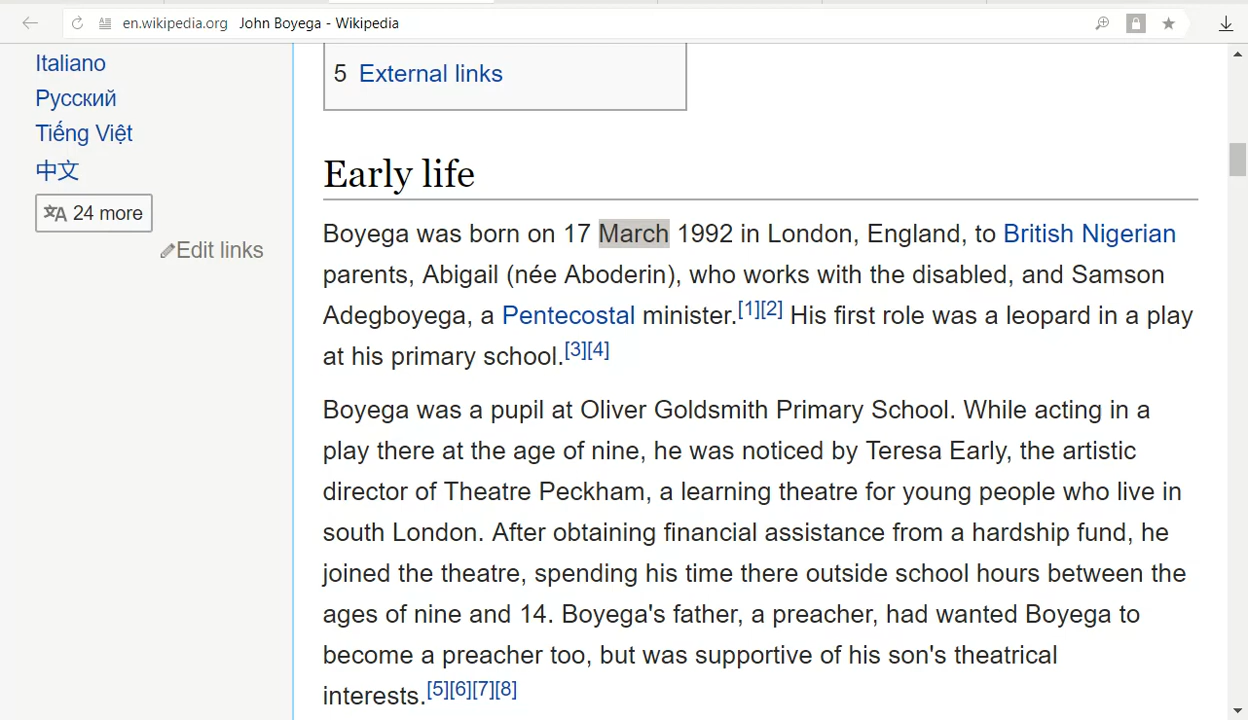 en.wikipedia.org John Boyega - Wikipedia
Italiano
Русский
Tiếng Việt
中文
24 more
Edit links
5 External links
Early life
Boyega was born on 17 March 1992 in London, England, to British Nigerian
parents, Abigail (née Aboderin), who works with the disabled, and Samson
Adegboyega, a Pentecostal minister.[1][2] His first role was a leopard in a play
at his primary school.[3][4]
Boyega was a pupil at Oliver Goldsmith Primary School. While acting in a
play there at the age of nine, he was noticed by Teresa Early, the artistic
director of Theatre Peckham, a learning theatre for young people who live in
south London. After obtaining financial assistance from a hardship fund, he
joined the theatre, spending his time there outside school hours between the
ages of nine and 14. Boyega's father, a preacher, had wanted Boyega to
become a preacher too, but was supportive of his son's theatrical
interests.[5][6][7][8]